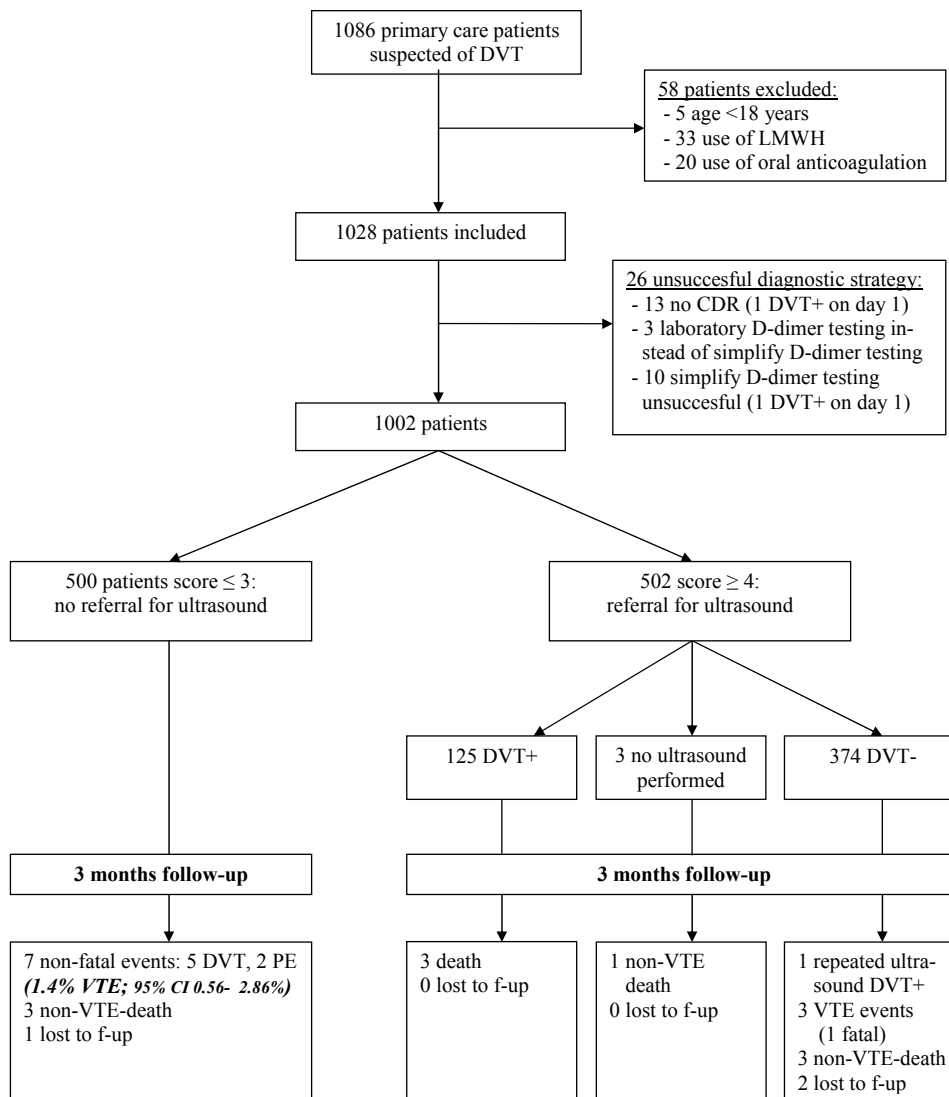 1086 primary care patients
suspected of DVT
58 patients excluded:
- 5 age <18 years
- 33 use of LMWH
- 20 use of oral anticoagulation
1028 patients included
26 unsuccesful diagnostic strategy:
- 13 no CDR (1 DVT+ on day 1)
- 3 laboratory D-dimer testing in-
stead of simplify D-dimer testing
- 10 simplify D-dimer testing
unsuccesful (1 DVT+ on day 1)
1002 patients
500 patients score ≤ 3:
no referral for ultrasound
502 score ≥ 4:
referral for ultrasound
125 DVT+
3 no ultrasound
performed
374 DVT-
3 months follow-up
3 months follow-up
7 non-fatal events: 5 DVT, 2 PE
(1.4% VTE; 95% CI 0.56- 2.86%)
3 non-VTE-death
1 lost to f-up
3 death
0 lost to f-up
1 non-VTE
death
0 lost to f-up
1 repeated ultra-
sound DVT+
3 VTE events
(1 fatal)
3 non-VTE-death
2 lost to f-up